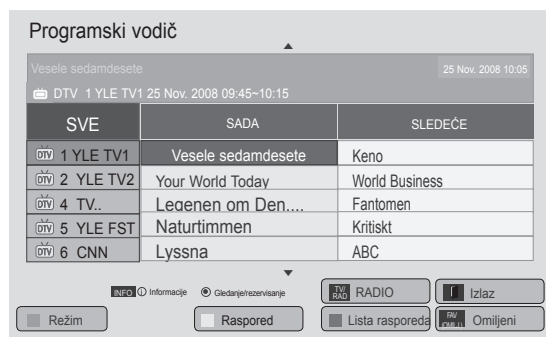 Programski vodič
Vesele sedamdesete 25 Nov. 2008 10:05
DTV 1 YLE TV1 25 Nov. 2008 09:45~10:15
SVE SADA SLEDEĆE
DTV 1 YLE TV1 Vesele sedamdesete Keno
DTV 2 YLE TV2 Your World Today World Business
DTV 4 TV.. Legenen om Den.... Fantomen
DTV 5 YLE FST Naturtimmen Kritiskt
DTV 6 CNN Lyssna ABC
INFO i Informacije Gledanje/rezervisanje TV/RAD RADIO Izlaz
Režim Raspored Lista rasporeda FAV OMILJ Omiljeni